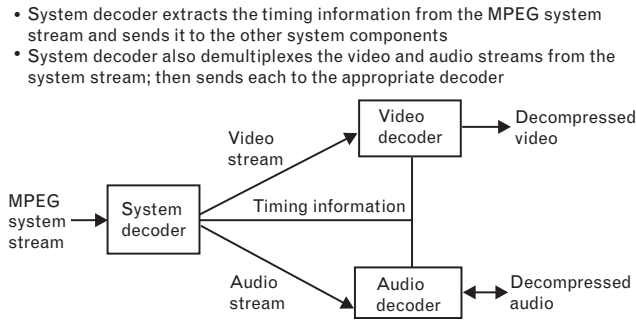 • System decoder extracts the timing information from the MPEG system
stream and sends it to the other system components
• System decoder also demultiplexes the video and audio streams from the
system stream; then sends each to the appropriate decoder
Video
decoder
Decompressed
video
Video
stream
MPEG
system
stream
System
decoder
Timing information
Audio
stream
Audio
decoder
Decompressed
audio